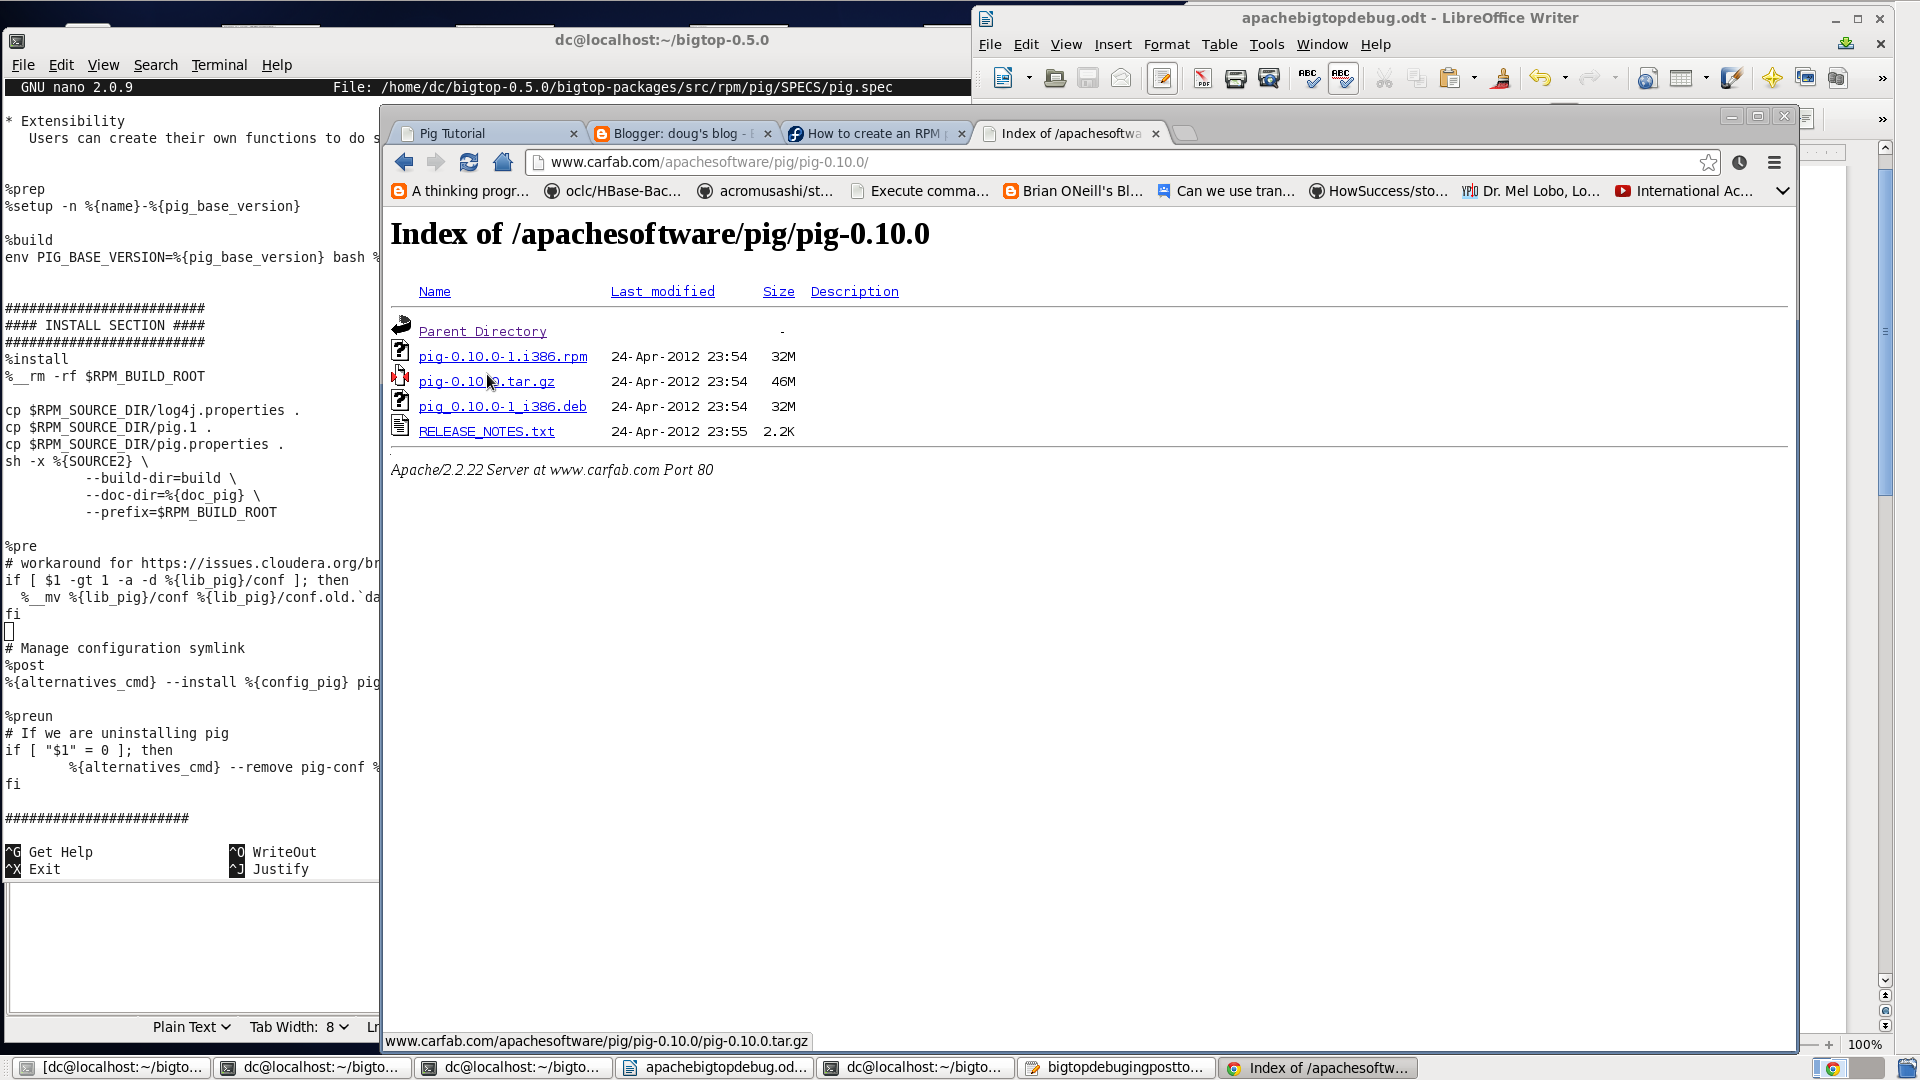 dc@localhost:~/bigtop-0.5.0
File Edit View Search Terminal Help
GNU nano 2.0.9 File: /home/dc/bigtop-0.5.0/bigtop-packages/src/rpm/pig/SPECS/pig.spec
* Extensibility
Users can create their own functions to do s
%prep
%setup -n %{name}-%{pig_base_version}
%build
env PIG_BASE_VERSION=%{pig_base_version} bash %
#########################
#### INSTALL SECTION ####
#########################
%install
%__rm -rf $RPM_BUILD_ROOT
cp $RPM_SOURCE_DIR/log4j.properties .
cp $RPM_SOURCE_DIR/pig.1 .
cp $RPM_SOURCE_DIR/pig.properties .
sh -x %{SOURCE2} \
--build-dir=build \
--doc-dir=%{doc_pig} \
--prefix=$RPM_BUILD_ROOT
%pre
# workaround for https://issues.cloudera.org/br
if [ $1 -gt 1 -a -d %{lib_pig}/conf ]; then
%__mv %{lib_pig}/conf %{lib_pig}/conf.old.`da
fi
# Manage configuration symlink
%post
%{alternatives_cmd} --install %{config_pig} pig
%preun
# If we are uninstalling pig
if [ "$1" = 0 ]; then
%{alternatives_cmd} --remove pig-conf %
fi
#######################
^G Get Help ^O WriteOut
^X Exit ^J Justify
Plain Text Tab Width: 8 Ln
apachebigtopdebug.odt - LibreOffice Writer
File Edit View Insert Format Table Tools Window Help
ABC ABC
100%
Pig Tutorial Blogger: doug's blog - E How to create an RPM p Index of /apachesoftwa
www.carfab.com/apachesoftware/pig/pig-0.10.0/
A thinking progr... oclc/HBase-Bac... acromusashi/st... Execute comma... Brian ONeill's Bl... Can we use tran... HowSuccess/sto... Dr. Mel Lobo, Lo... International Ac...
Index of /apachesoftware/pig/pig-0.10.0
Name Last modified Size Description
Parent Directory -
pig-0.10.0-1.i386.rpm 24-Apr-2012 23:54 32M
pig-0.10.0.tar.gz 24-Apr-2012 23:54 46M
pig_0.10.0-1_i386.deb 24-Apr-2012 23:54 32M
RELEASE_NOTES.txt 24-Apr-2012 23:55 2.2K
Apache/2.2.22 Server at www.carfab.com Port 80
www.carfab.com/apachesoftware/pig/pig-0.10.0/pig-0.10.0.tar.gz
[dc@localhost:~/bigto... dc@localhost:~/bigto... dc@localhost:~/bigto... apachebigtopdebug.od... dc@localhost:~/bigto... bigtopdebugingpostto... Index of /apachesoftw...